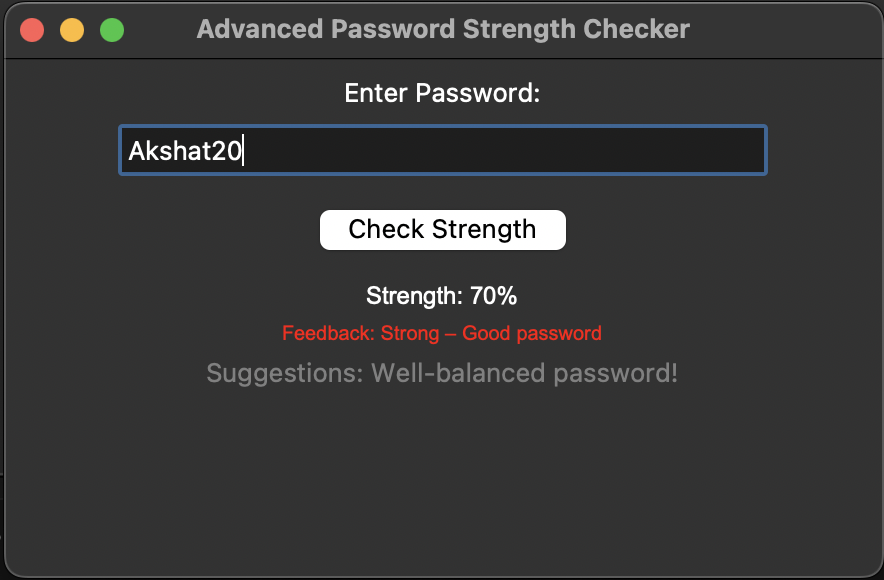 Advanced Password Strength Checker
Enter Password:
Akshat20
Check Strength
Strength: 70%
Feedback: Strong – Good password
Suggestions: Well-balanced password!